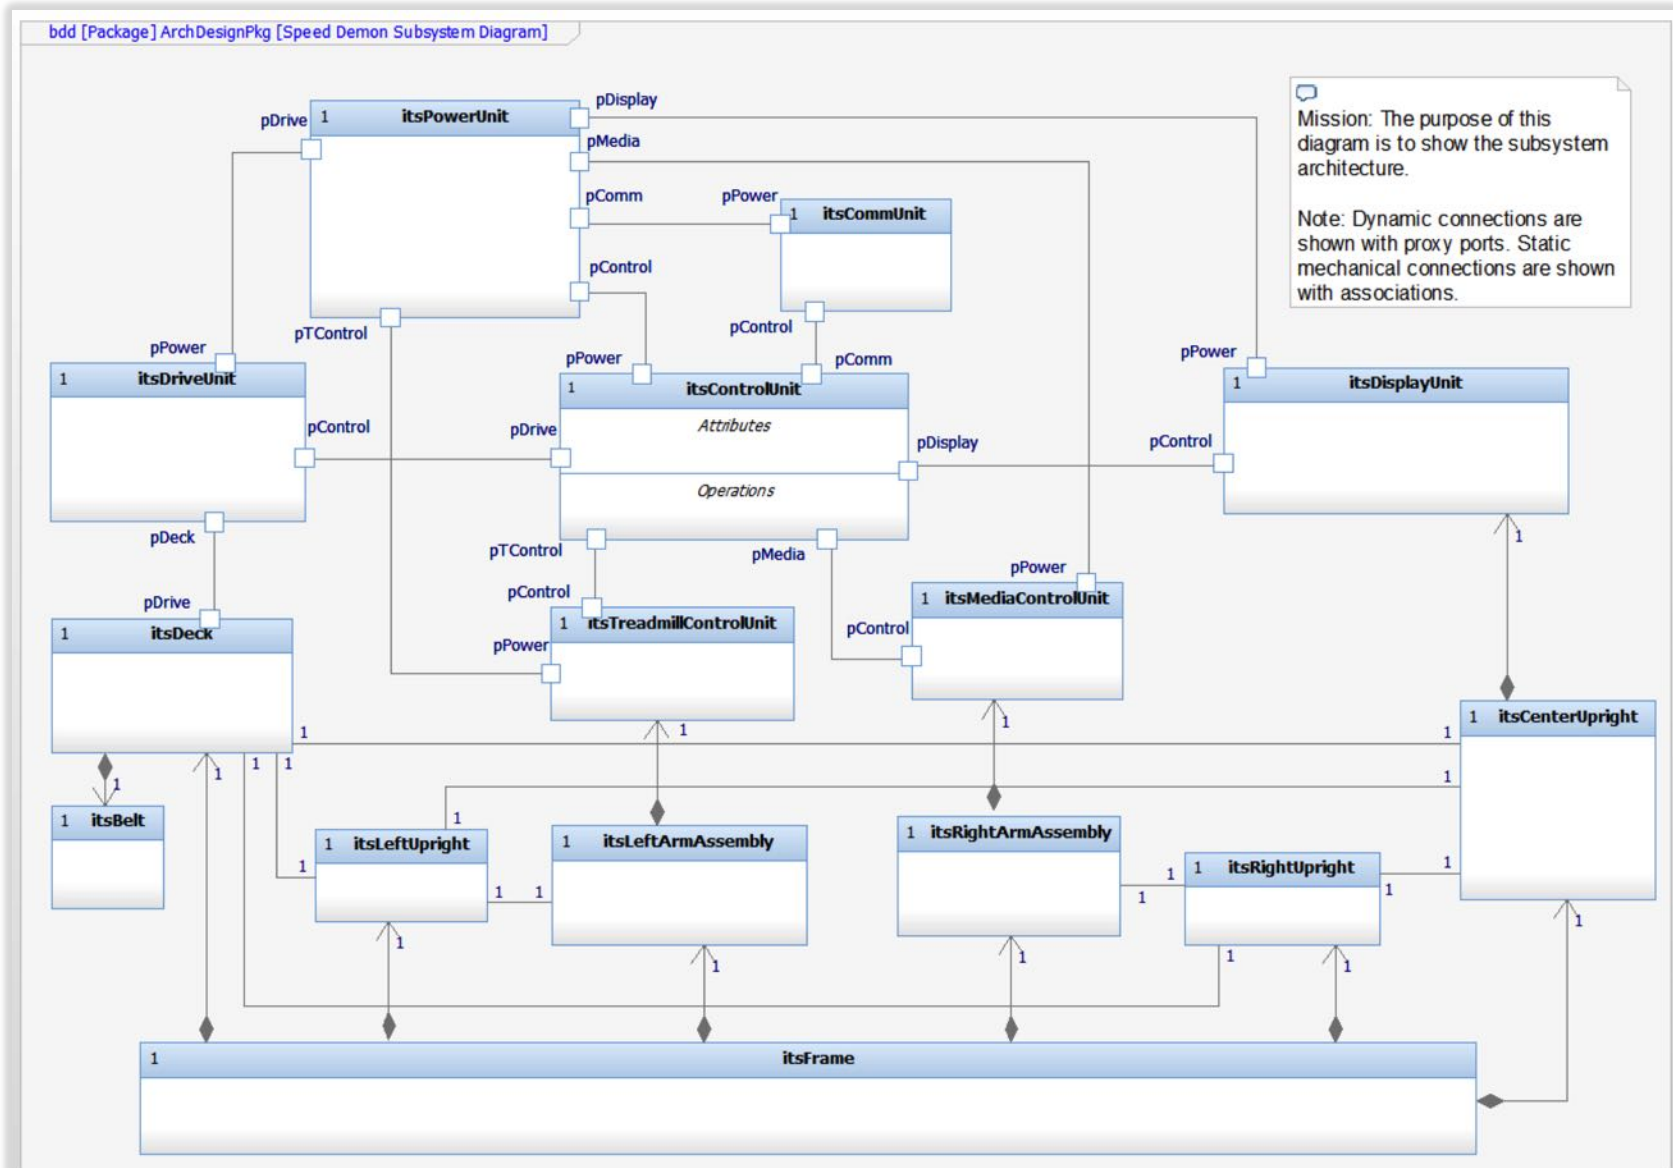 bdd [Package] ArchDesignPkg [Speed Demon Subsystem Diagram]
Mission: The purpose of this
diagram is to show the subsystem
architecture.
Note: Dynamic connections are
shown with proxy ports. Static
mechanical connections are shown
with associations.
pDrive
1 itsPowerUnit
pDisplay
pMedia
pComm
pControl
pTControl
pPower
1 itsCommUnit
pControl
pPower
1 itsDriveUnit
pControl
pDeck
pPower
pComm
1 itsControlUnit
Attributes
Operations
pDrive
pDisplay
pTControl
pMedia
pPower
1 itsDisplayUnit
pControl
1
pDrive
1 itsDeck
pControl
1 itsTreadmillControlUnit
pPower
1
pPower
1 itsMediaControlUnit
pControl
1
1 itsCenterUpright
1
1
1
1
1
1
1
1
1 itsBelt
1
1 itsLeftUpright
1
1
1
1
1 itsLeftArmAssembly
1
1 itsRightArmAssembly
1
1
1
1 itsRightUpright
1
1
1
1 itsFrame